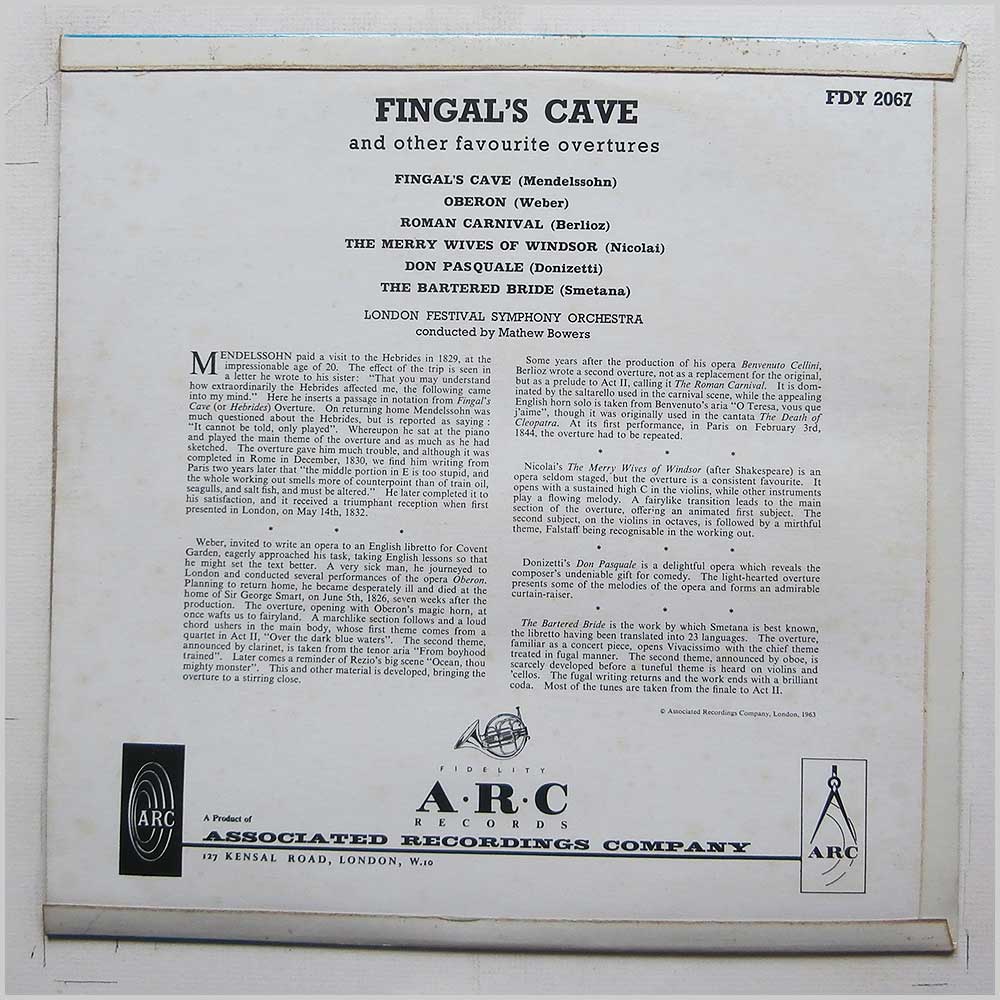 FDY 2067
FINGAL'S CAVE
and other favourite overtures
FINGAL'S CAVE (Mendelssohn)
OBERON (Weber)
ROMAN CARNIVAL (Berlioz)
THE MERRY WIVES OF WINDSOR (Nicolai)
DON PASQUALE (Donizetti)
THE BARTERED BRIDE (Smetana)
LONDON FESTIVAL SYMPHONY ORCHESTRA
conducted by Mathew Bowers
MENDELSSOHN paid a visit to the Hebrides in 1829, at the
impressionable age of 20. The effect of the trip is seen in
a letter he wrote to his sister: "That you may understand
how extraordinarily the Hebrides affected me, the following came
into my mind." Here he inserts a passage in notation from Fingal's
Cave (or Hebrides) Overture. On returning home Mendelssohn was
much questioned about the Hebrides, but is reported as saying :
"It cannot be told, only played". Whereupon he sat at the piano
and played the main theme of the overture and as much as he had
sketched. The overture gave him much trouble, and although it was
completed in Rome in December, 1830, we find him writing from
Paris two years later that "the middle portion in E is too stupid, and
the whole working out smells more of counterpoint than of train oil,
seagulls, and salt fish, and must be altered." He later completed it to
his satisfaction, and it received a triumphant reception when first
presented in London, on May 14th, 1832.
* * *
Weber, invited to write an opera to an English libretto for Covent
Garden, eagerly approached his task, taking English lessons so that
he might set the text better. A very sick man, he journeyed to
London and conducted several performances of the opera Oberon.
Planning to return home, he became desperately ill and died at the
home of Sir George Smart, on June 5th, 1826, seven weeks after the
production. The overture, opening with Oberon's magic horn, at
once wafts us to fairyland. A marchlike section follows and a loud
chord ushers in the main body, whose first theme comes from a
quartet in Act II, "Over the dark blue waters". The second theme,
announced by clarinet, is taken from the tenor aria "From boyhood
trained". Later comes a reminder of Rezio's big scene "Ocean, thou
mighty monster". This and other material is developed, bringing the
overture to a stirring close.
Some years after the production of his opera Benvenuto Cellini,
Berlioz wrote a second overture, not as a replacement for the original,
but as a prelude to Act II, calling it The Roman Carnival. It is dom-
inated by the saltarello used in the carnival scene, while the appealing
English horn solo is taken from Benvenuto's aria "O Teresa, vous que
j'aime", though it was originally used in the cantata The Death of
Cleopatra. At its first performance, in Paris on February 3rd,
1844, the overture had to be repeated.
* * *
Nicolai's The Merry Wives of Windsor (after Shakespeare) is an
opera seldom staged, but the overture is a consistent favourite. It
opens with a sustained high C in the violins, while other instruments
play a flowing melody. A fairylike transition leads to the main
section of the overture, offering an animated first subject. The
second subject, on the violins in octaves, is followed by a mirthful
theme, Falstaff being recognisable in the working out.
* * *
Donizetti's Don Pasquale is a delightful opera which reveals the
composer's undeniable gift for comedy. The light-hearted overture
presents some of the melodies of the opera and forms an admirable
curtain-raiser.
* * *
The Bartered Bride is the work by which Smetana is best known,
the libretto having been translated into 23 languages. The overture,
familiar as a concert piece, opens Vivacissimo with the chief theme
treated in fugal manner. The second theme, announced by oboe, is
scarcely developed before a tuneful theme is heard on violins and
'cellos. The fugal writing returns and the work ends with a brilliant
coda. Most of the tunes are taken from the finale to Act II.
© Associated Recordings Company, London, 1963
FIDELITY
A·R·C
RECORDS
ARC
A Product of
ASSOCIATED RECORDINGS COMPANY
127 KENSAL ROAD, LONDON, W.10
ARC